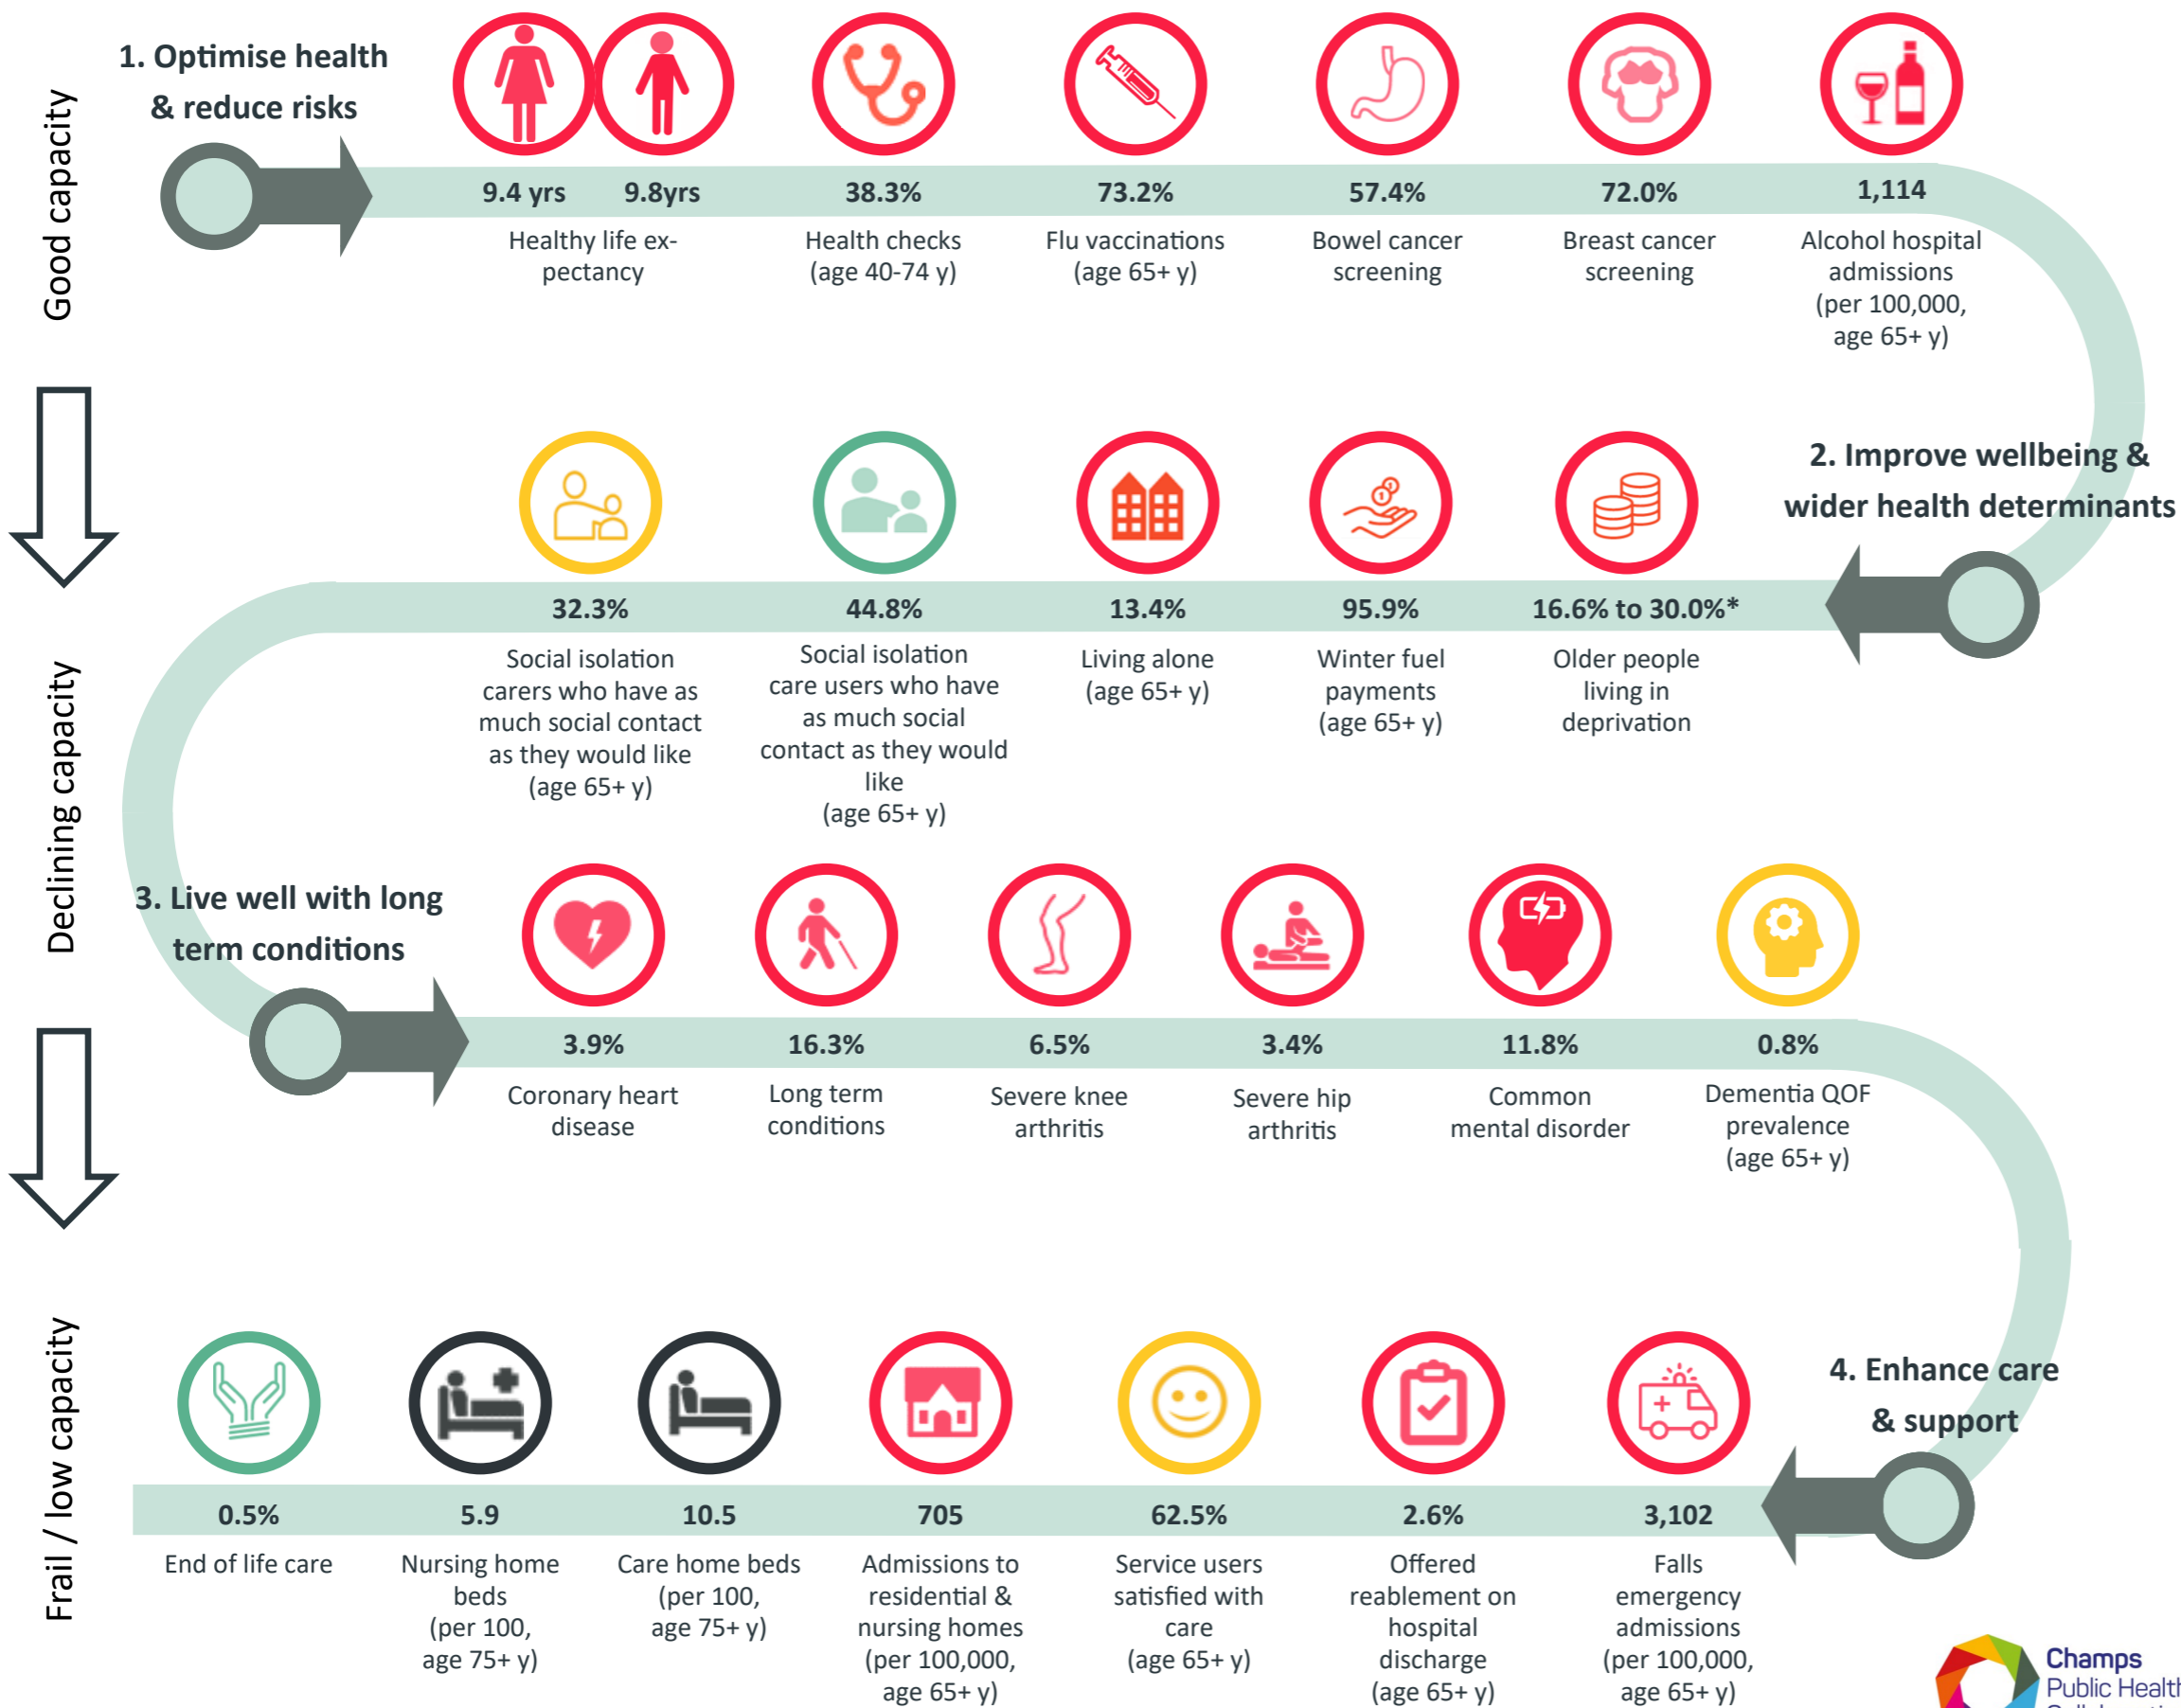 Good capacity
1. Optimise health
& reduce risks
9.4 yrs
9.8yrs
38.3%
73.2%
57.4%
72.0%
1,114
Healthy life ex-
pectancy
Health checks
(age 40-74 y)
Flu vaccinations
(age 65+ y)
Bowel cancer
screening
Breast cancer
screening
Alcohol hospital
admissions
(per 100,000,
age 65+ y)
Declining capacity
2. Improve wellbeing &
wider health determinants
32.3%
44.8%
13.4%
95.9%
16.6% to 30.0%*
Social isolation
carers who have as
much social contact
as they would like
(age 65+ y)
Social isolation
care users who have
as much social
contact as they would
like
(age 65+ y)
Living alone
(age 65+ y)
Winter fuel
payments
(age 65+ y)
Older people
living in
deprivation
3. Live well with long
term conditions
3.9%
16.3%
6.5%
3.4%
11.8%
0.8%
Coronary heart
disease
Long term
conditions
Severe knee
arthritis
Severe hip
arthritis
Common
mental disorder
Dementia QOF
prevalence
(age 65+ y)
Frail / low capacity
4. Enhance care
& support
0.5%
5.9
10.5
705
62.5%
2.6%
3,102
End of life care
Nursing home
beds
(per 100,
age 75+ y)
Care home beds
(per 100,
age 75+ y)
Admissions to
residential &
nursing homes
(per 100,000,
age 65+ y)
Service users
satisfied with
care
(age 65+ y)
Offered
reablement on
hospital
discharge
(age 65+ y)
Falls
emergency
admissions
(per 100,000,
age 65+ y)
Champs
Public Health